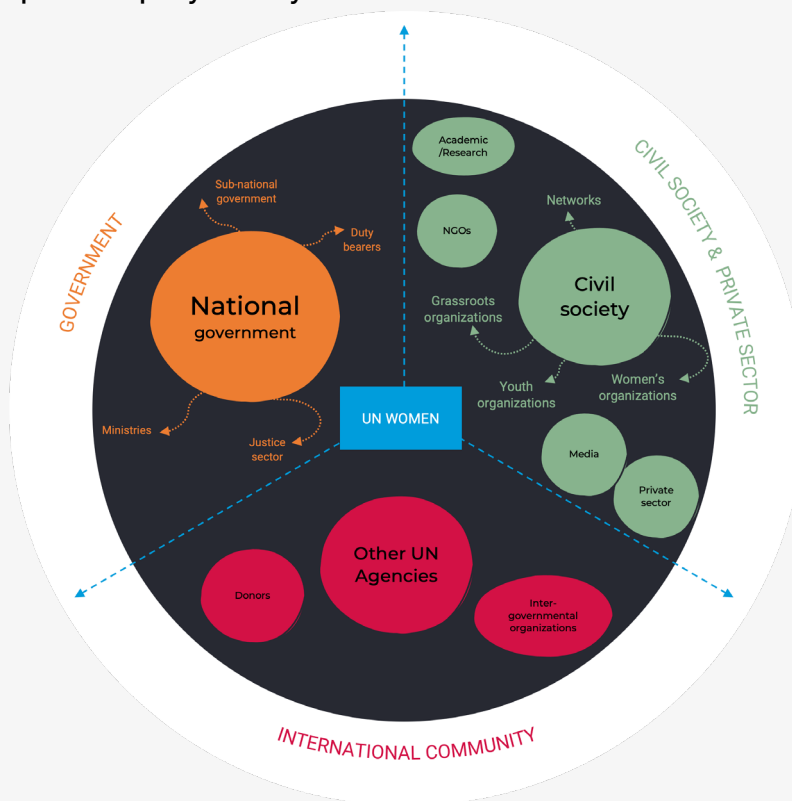 GOVERNMENT
Sub-national
government
Duty
bearers
National
government
Ministries
Justice
sector
UN WOMEN
CIVIL SOCIETY & PRIVATE SECTOR
Academic
/Research
NGOs
Networks
Civil
society
Grassroots
organizations
Youth
organizations
Women's
organizations
Media
Private
sector
Other UN
Agencies
Donors
Inter-
governmental
organizations
INTERNATIONAL COMMUNITY